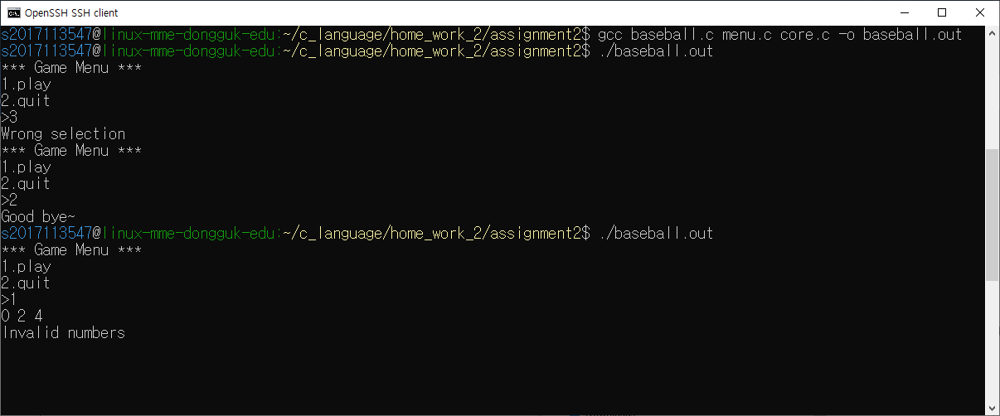 OpenSSH SSH client
s2017113547@linux-mme-dongguk-edu:~/c_language/home_work_2/assignment2$ gcc baseball.c menu.c core.c -o baseball.out
s2017113547@linux-mme-dongguk-edu:~/c_language/home_work_2/assignment2$ ./baseball.out
*** Game Menu ***
1.play
2.quit
>3
Wrong selection
*** Game Menu ***
1.play
2.quit
>2
Good bye~
s2017113547@linux-mme-dongguk-edu:~/c_language/home_work_2/assignment2$ ./baseball.out
*** Game Menu ***
1.play
2.quit
>1
0 2 4
Invalid numbers